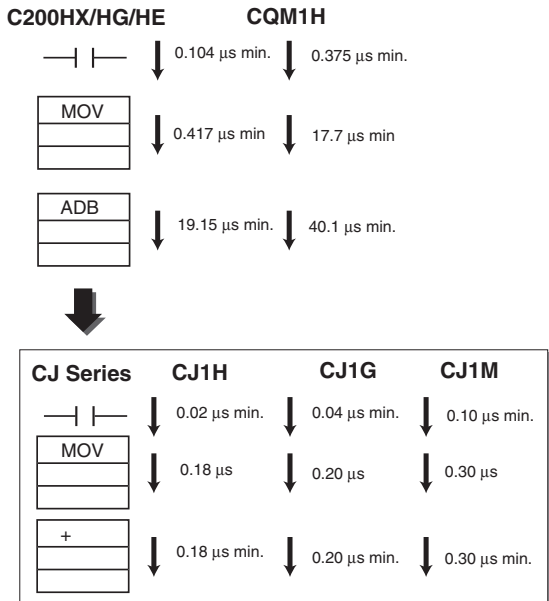 C200HX/HG/HE CQM1H
0.104 µs min. 0.375 µs min.
MOV
0.417 µs min 17.7 µs min
ADB
19.15 µs min. 40.1 µs min.
CJ Series CJ1H CJ1G CJ1M
0.02 µs min. 0.04 µs min. 0.10 µs min.
MOV
0.18 µs 0.20 µs 0.30 µs
+
0.18 µs min. 0.20 µs min. 0.30 µs min.